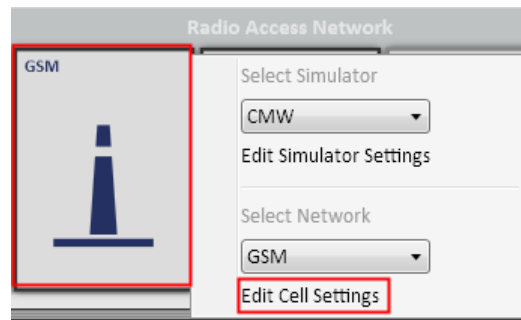 Radio Access Network
GSM
Select Simulator
CMW
Edit Simulator Settings
Select Network
GSM
Edit Cell Settings